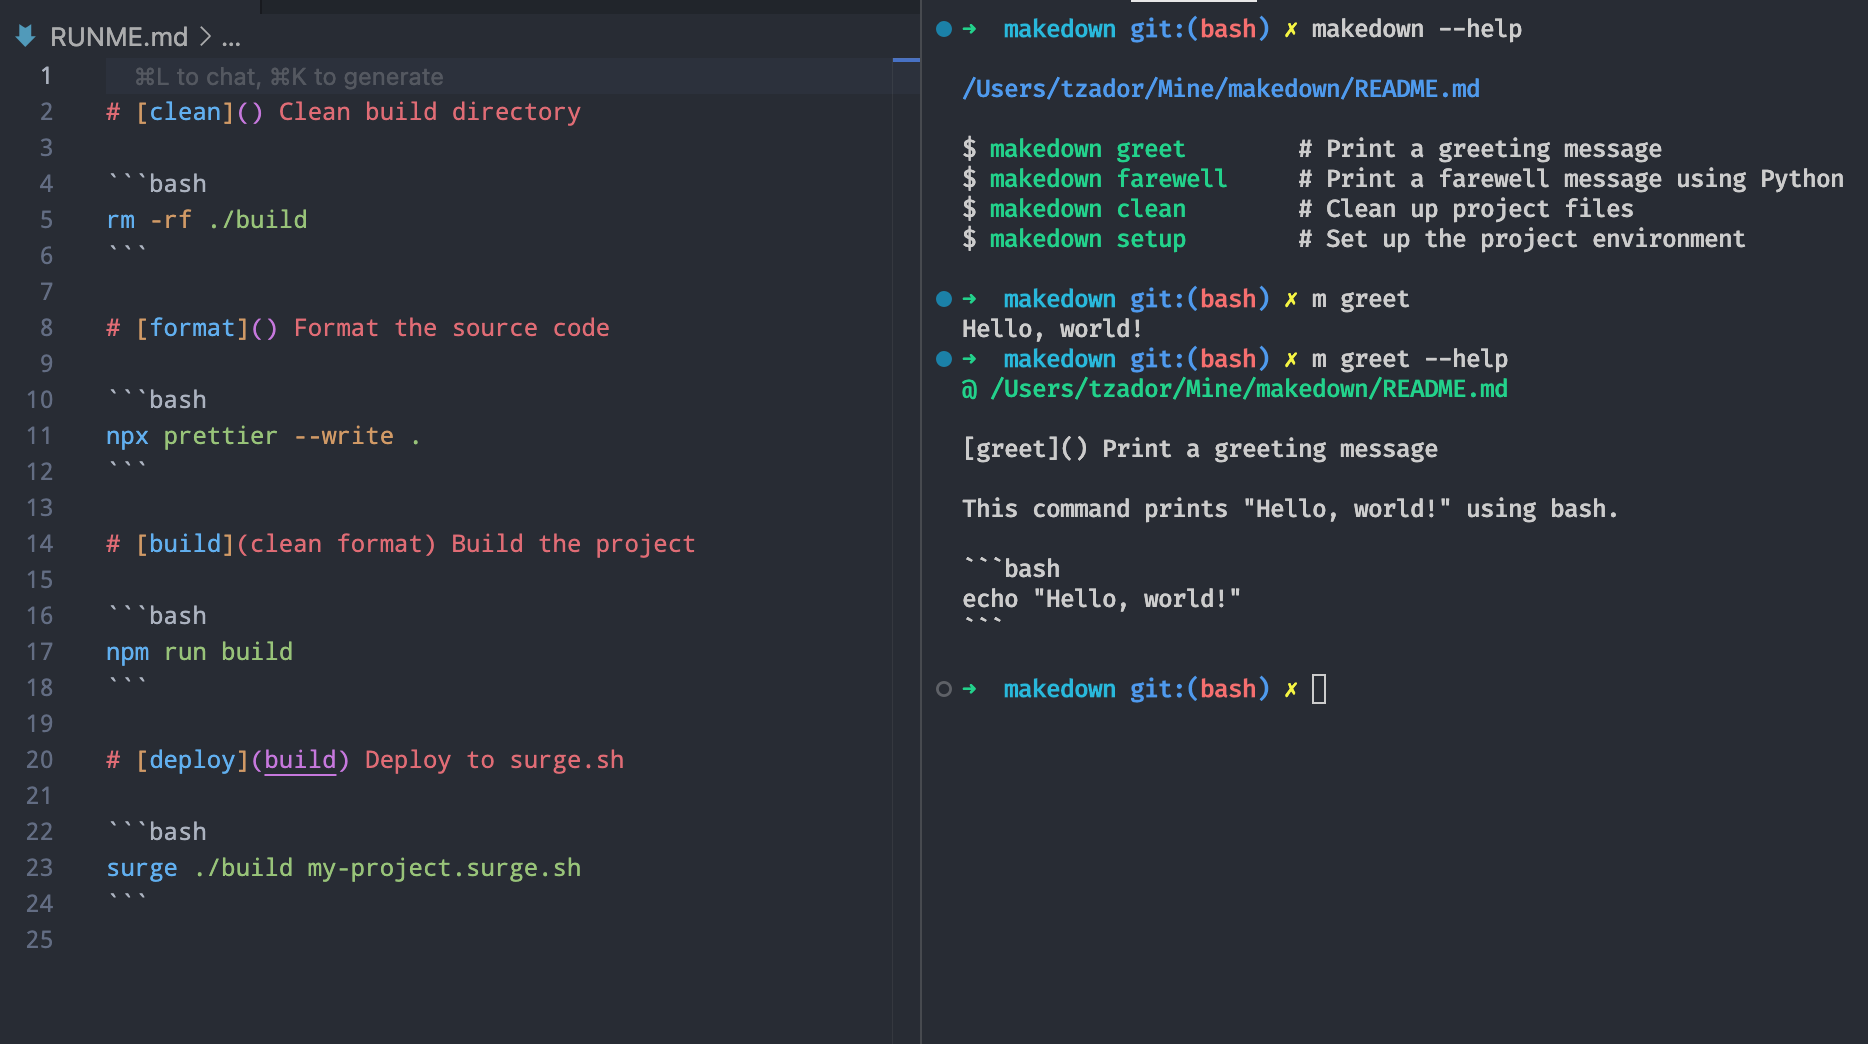 RUNME.md > ...
1 ⌘L to chat, ⌘K to generate
2 # [clean]() Clean build directory
3
4 ```bash
5 rm -rf ./build
6 ```
7
8 # [format]() Format the source code
9
10 ```bash
11 npx prettier --write .
12 ```
13
14 # [build](clean format) Build the project
15
16 ```bash
17 npm run build
18 ```
19
20 # [deploy](build) Deploy to surge.sh
21
22 ```bash
23 surge ./build my-project.surge.sh
24 ```
25
➜ makedown git:(bash) ✗ makedown --help
/Users/tzador/Mine/makedown/README.md
$ makedown greet # Print a greeting message
$ makedown farewell # Print a farewell message using Python
$ makedown clean # Clean up project files
$ makedown setup # Set up the project environment
➜ makedown git:(bash) ✗ m greet
Hello, world!
➜ makedown git:(bash) ✗ m greet --help
@ /Users/tzador/Mine/makedown/README.md
[greet]() Print a greeting message
This command prints "Hello, world!" using bash.
```bash
echo "Hello, world!"
```
➜ makedown git:(bash) ✗